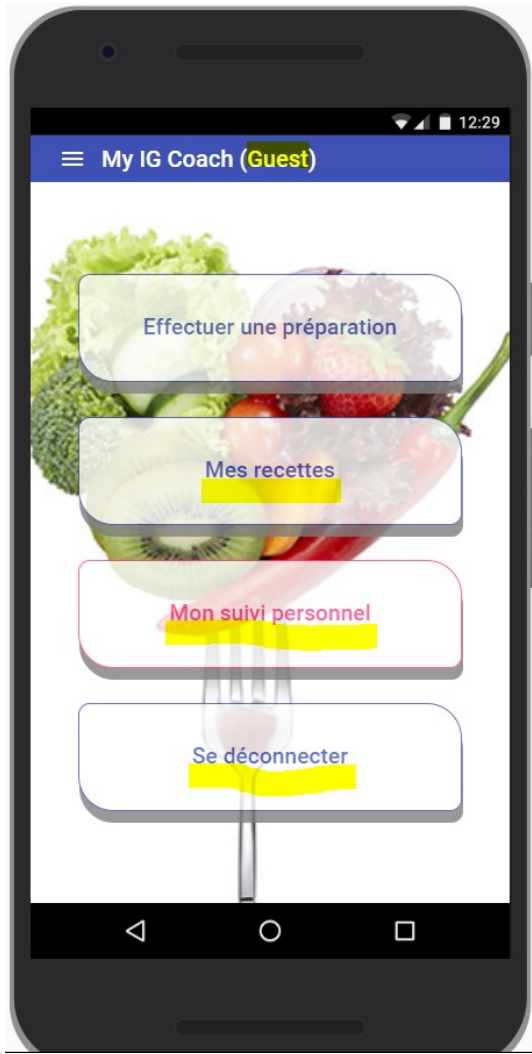 12:29
My IG Coach (Guest)
Effectuer une préparation
Mes recettes
Mon suivi personnel
Se déconnecter